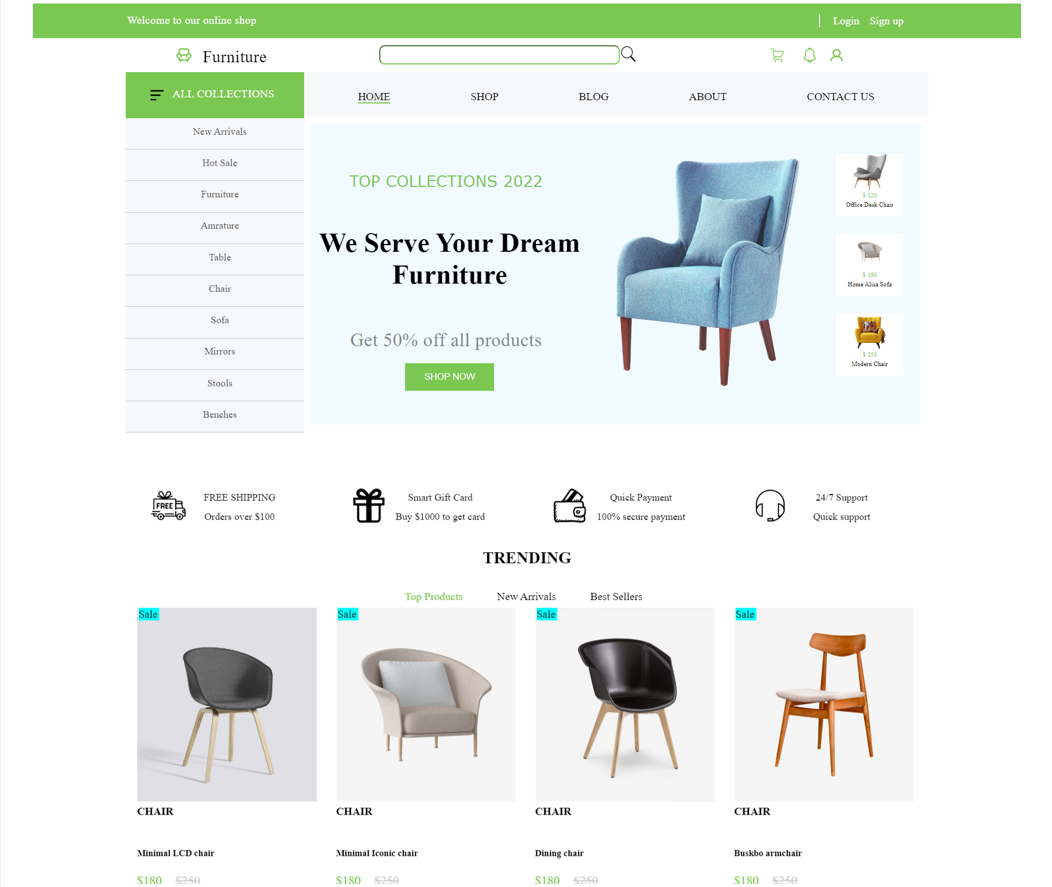 Welcome to our online shop
Login Sign up
Furniture
ALL COLLECTIONS
HOME SHOP BLOG ABOUT CONTACT US
New Arrivals
Hot Sale
Furniture
Amrature
Table
Chair
Sofa
Mirrors
Stools
Benches
TOP COLLECTIONS 2022
We Serve Your Dream
Furniture
Get 50% off all products
SHOP NOW
$ 120
Office Desk Chair
$ 180
Home Alisa Sofa
$ 250
Modern Chair
FREE
FREE SHIPPING
Orders over $100
Smart Gift Card
Buy $1000 to get card
Quick Payment
100% secure payment
24/7 Support
Quick support
TRENDING
Top Products New Arrivals Best Sellers
Sale Sale Sale Sale
CHAIR CHAIR CHAIR CHAIR
Minimal LCD chair Minimal Iconic chair Dining chair Buskbo armchair
$180 $250 $180 $250 $180 $250 $180 $250